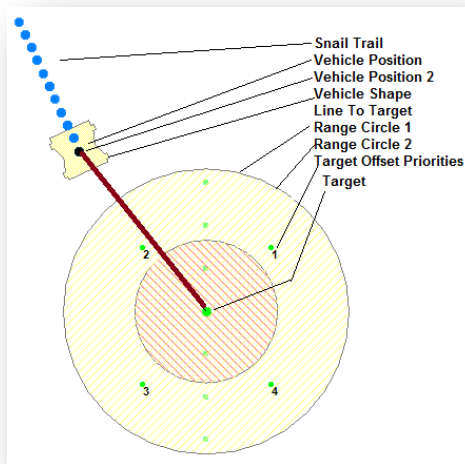 Snail Trail
Vehicle Position
Vehicle Position 2
Vehicle Shape
Line To Target
Range Circle 1
Range Circle 2
Target Offset Priorities
Target
2
1
3
4